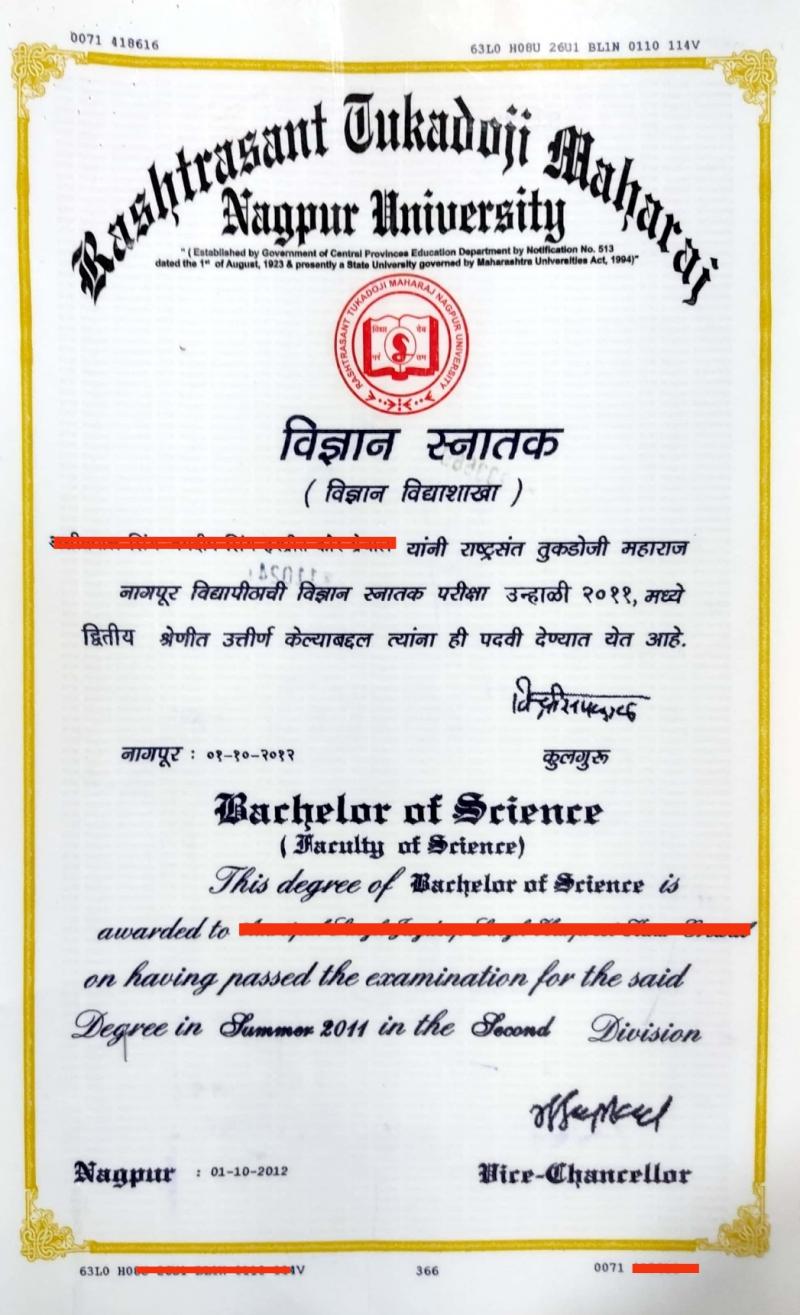 0071 418616
63L0 H08U 26U1 BL1N 0110 114V
Rashtrasant Tukadoji Maharaj
Nagpur University
"( Established by Government of Central Provinces Education Department by Notification No. 513
dated the 1st of August, 1923 & presently a State University governed by Maharashtra Universities Act, 1994)"
RASHTRASANT TUKADOJI MAHARAJ NAGPUR UNIVERSITY
विज्ञान स्नातक
( विज्ञान विद्याशाखा )
यांनी राष्ट्रसंत तुकडोजी महाराज
नागपूर विद्यापीठाची विज्ञान स्नातक परीक्षा उन्हाळी २०११, मध्ये
द्वितीय श्रेणीत उत्तीर्ण केल्याबद्दल त्यांना ही पदवी देण्यात येत आहे.
नागपूर : ०१-१०-२०१२
कुलगुरू
Bachelor of Science
( Faculty of Science)
This degree of Bachelor of Science is
awarded to
on having passed the examination for the said
Degree in Summer 2011 in the Second Division
Nagpur : 01-10-2012
Vice-Chancellor
63L0
366
0071